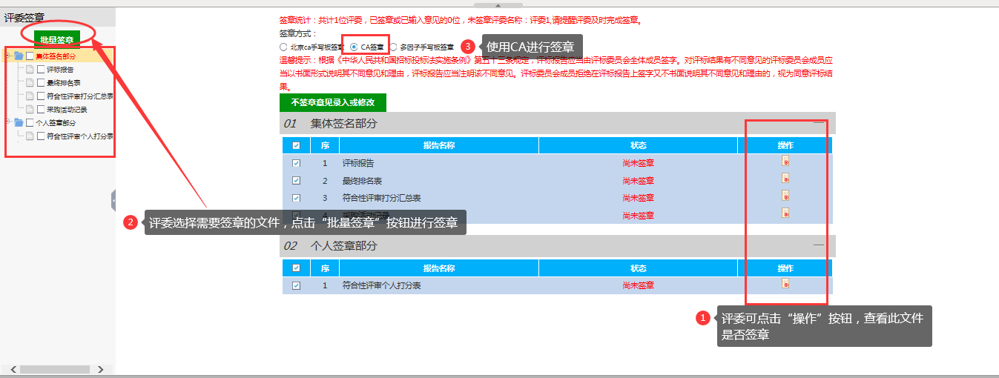 评委签章
批量签章
集体签名部分
评标报告
最终排名表
符合性评审打分汇总表
采购活动记录
个人签章部分
符合性评审个人打分表
签章统计：共计1位评委，已签章或已输入意见的0位，未签章评委名称：评委1,请提醒评委及时完成签章。
签章方式：
北京ca手写板签章 CA签章 多因子手写板签章
3 使用CA进行签章
温馨提示：根据《中华人民共和国招标投标法实施条例》第五十三条规定，评标报告应当由评标委员会全体成员签字。对评标结果有不同意见的评标委员会成员应
当以书面形式说明其不同意见和理由，评标报告应当注明该不同意见。评标委员会成员拒绝在评标报告上签字又不书面说明其不同意见和理由的，视为同意评标结
果。
不签章意见录入或修改
01 集体签名部分
序 报告名称 状态 操作
1 评标报告 尚未签章
2 最终排名表 尚未签章
3 符合性评审打分汇总表 尚未签章
4 采购活动记录 尚未签章
2 评委选择需要签章的文件，点击“批量签章”按钮进行签章
02 个人签章部分
序 报告名称 状态 操作
1 符合性评审个人打分表 尚未签章
1 评委可点击“操作”按钮，查看此文件
是否签章